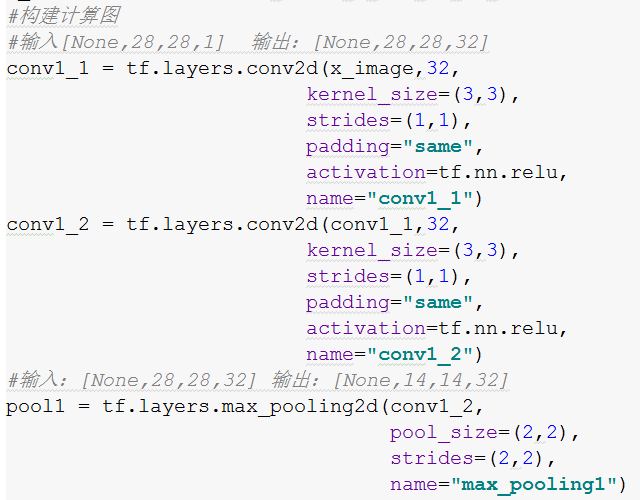 #构建计算图
#输入[None,28,28,1]  输出：[None,28,28,32]
conv1_1 = tf.layers.conv2d(x_image,32,
                         kernel_size=(3,3),
                         strides=(1,1),
                         padding="same",
                         activation=tf.nn.relu,
                         name="conv1_1")
conv1_2 = tf.layers.conv2d(conv1_1,32,
                         kernel_size=(3,3),
                         strides=(1,1),
                         padding="same",
                         activation=tf.nn.relu,
                         name="conv1_2")
#输入：[None,28,28,32] 输出：[None,14,14,32]
pool1 = tf.layers.max_pooling2d(conv1_2,
                                pool_size=(2,2),
                                strides=(2,2),
                                name="max_pooling1")